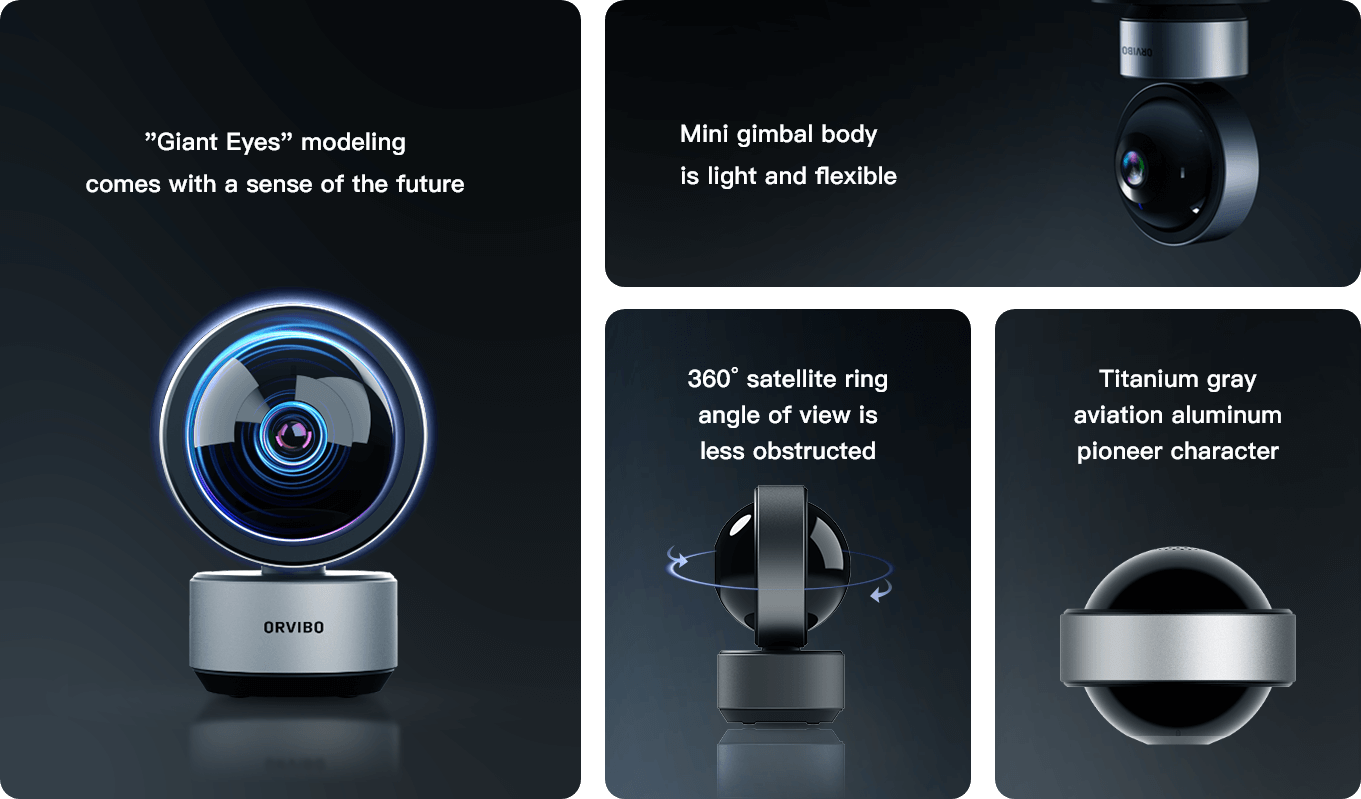 ”Giant Eyes” modeling
comes with a sense of the future
ORVIBO
Mini gimbal body
is light and flexible
ORVIBO
360° satellite ring
angle of view is
less obstructed
Titanium gray
aviation aluminum
pioneer character